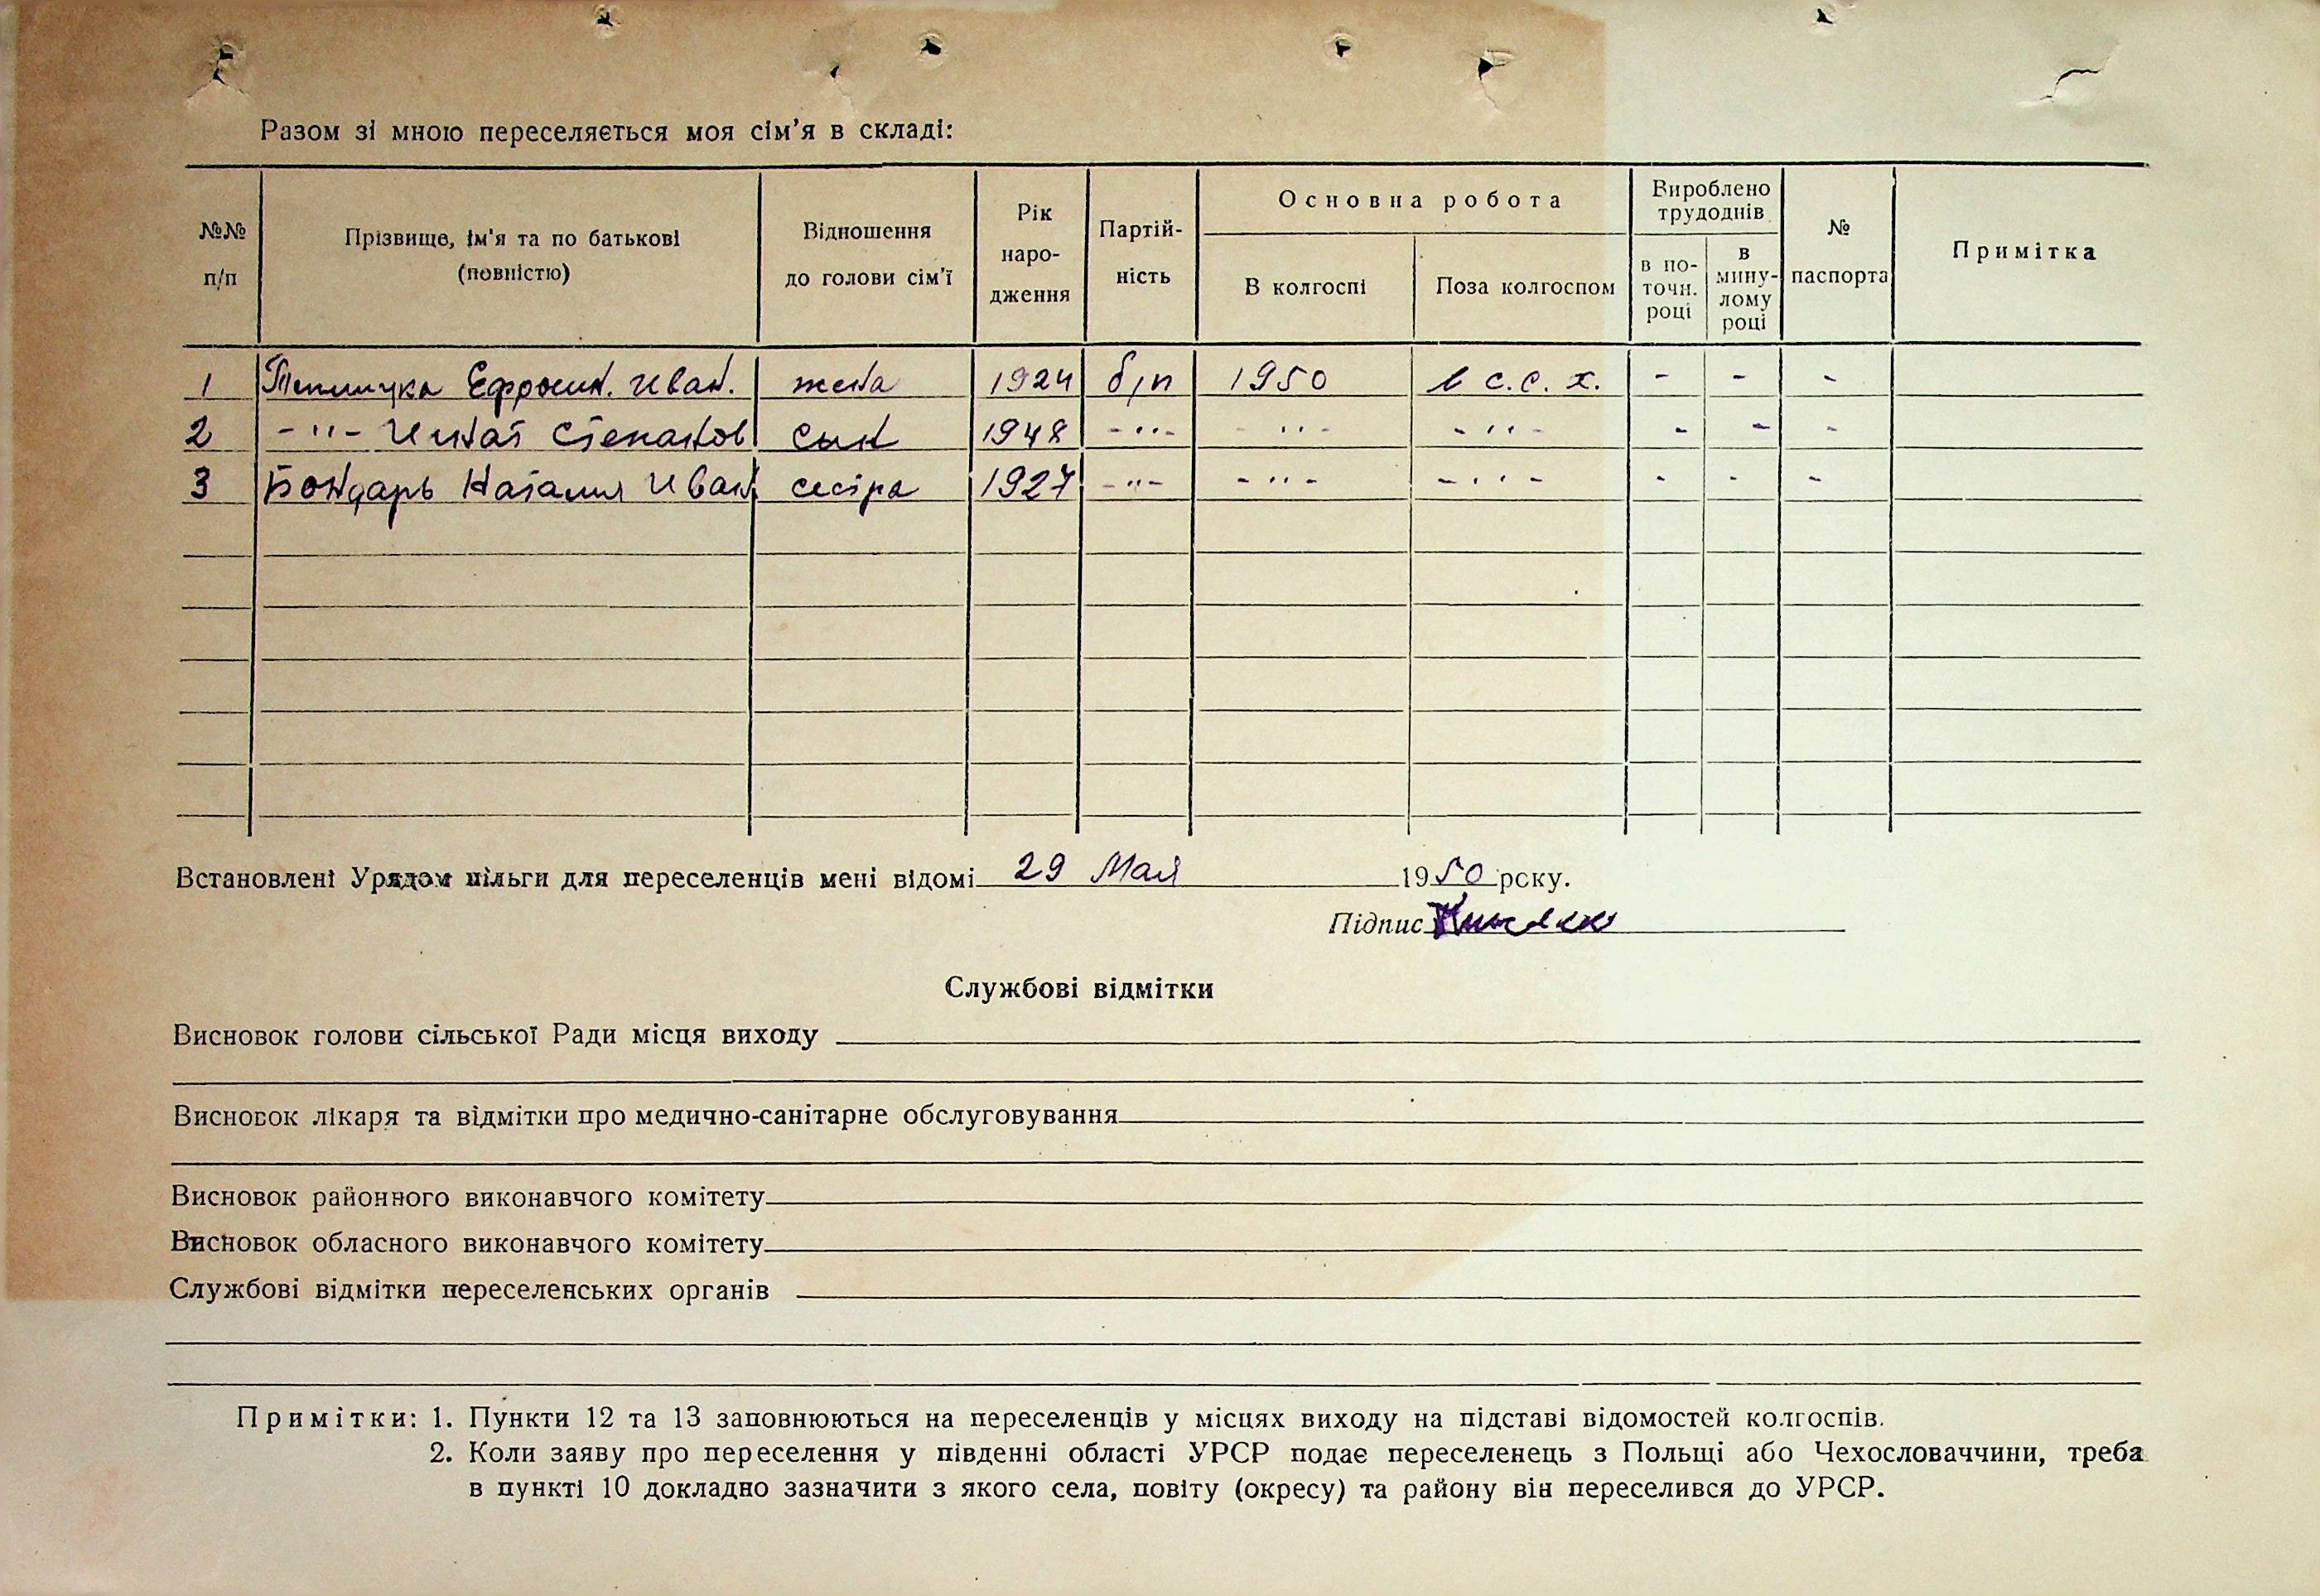 Разом зі мною переселяється моя сім'я в складі:
№№ п/п
Прізвище, ім'я та по батькові (повністю)
Відношення до голови сім'ї
Рік народження
Партійність
Основна робота
В колгоспі
Поза колгоспом
Вироблено трудоднів
в поточн. році
в минулому році
№ паспорта
Примітка
1 Ефросин. Иван. жена 1924 б/п 1950 в с.с.х. - - -
2 -"- Степанов сын 1948 -"- -"- -"- - - -
3 Бондарь Наталия Иван сестра 1927 -"- -"- -"- - - -
Встановлені Урядом пільги для переселенців мені відомі 29 Мая 1950 року.
Підпис
Службові відмітки
Висновок голови сільської Ради місця виходу
Висновок лікаря та відмітки про медично-санітарне обслуговування
Висновок районного виконавчого комітету
Висновок обласного виконавчого комітету
Службові відмітки переселенських органів
Примітки: 1. Пункти 12 та 13 заповнюються на переселенців у місцях виходу на підставі відомостей колгоспів.
2. Коли заяву про переселення у південні області УРСР подає переселенець з Польщі або Чехословаччини, треба
в пункті 10 докладно зазначити з якого села, повіту (окресу) та району він переселився до УРСР.